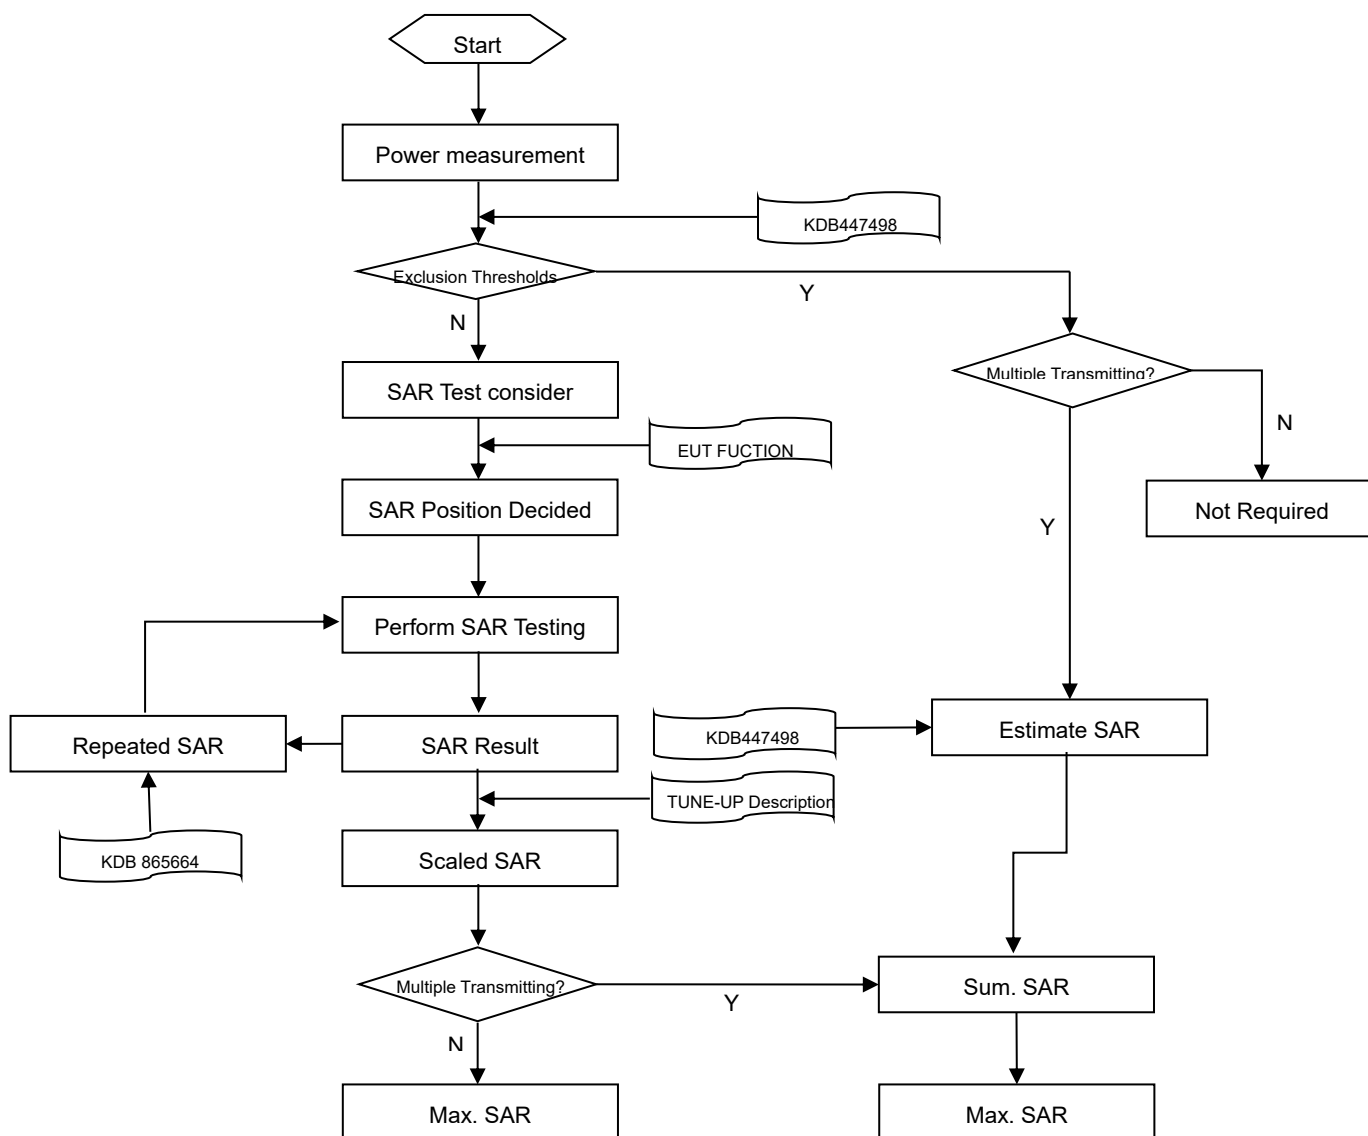 Start
Power measurement
KDB447498
Exclusion Thresholds
Y
N
Multiple Transmitting?
SAR Test consider
N
EUT FUCTION
SAR Position Decided
Not Required
Y
Perform SAR Testing
Repeated SAR
SAR Result
KDB447498
Estimate SAR
TUNE-UP Description
KDB 865664
Scaled SAR
Multiple Transmitting?
Y
Sum. SAR
N
Max. SAR
Max. SAR